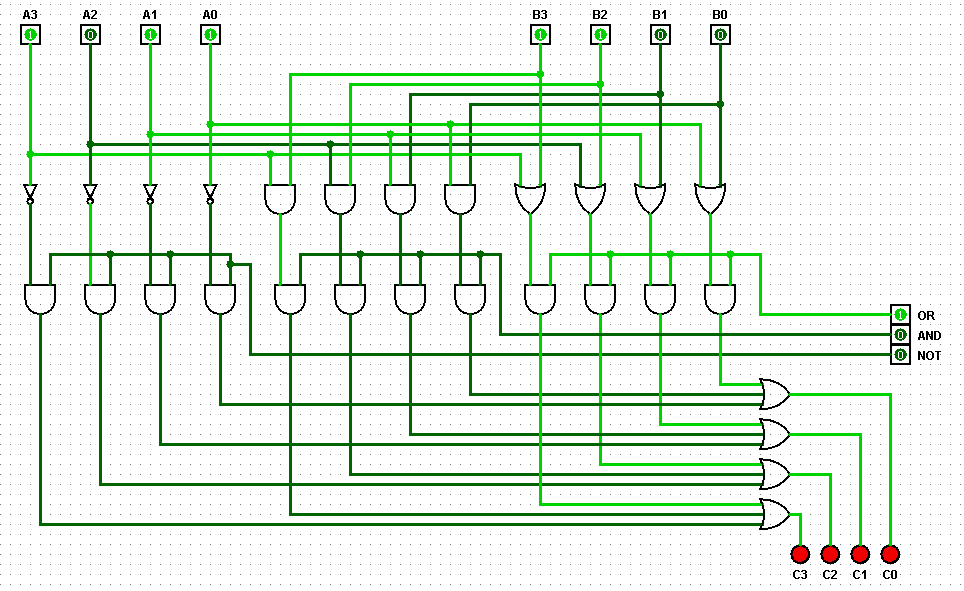 A3 A2 A1 A0 B3 B2 B1 B0
1 0 1 1 1 1 0 0
1 OR
0 AND
0 NOT
C3 C2 C1 C0